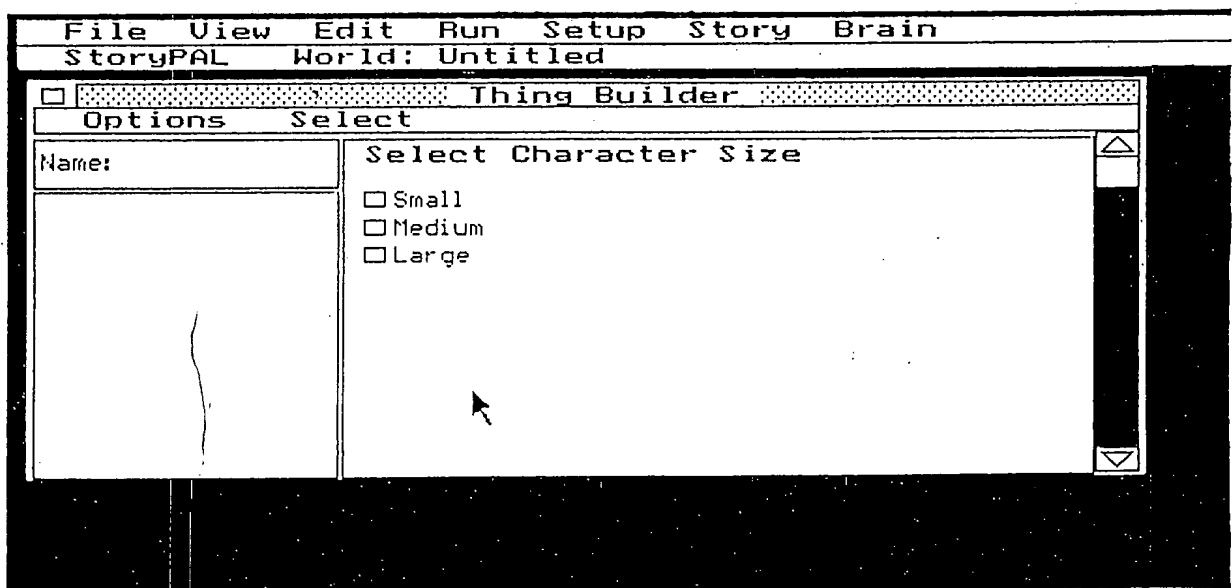 File View Edit Run Setup Story Brain
StoryPAL World: Untitled
Thing Builder
Options Select
Name:
Select Character Size
Small
Medium
Large